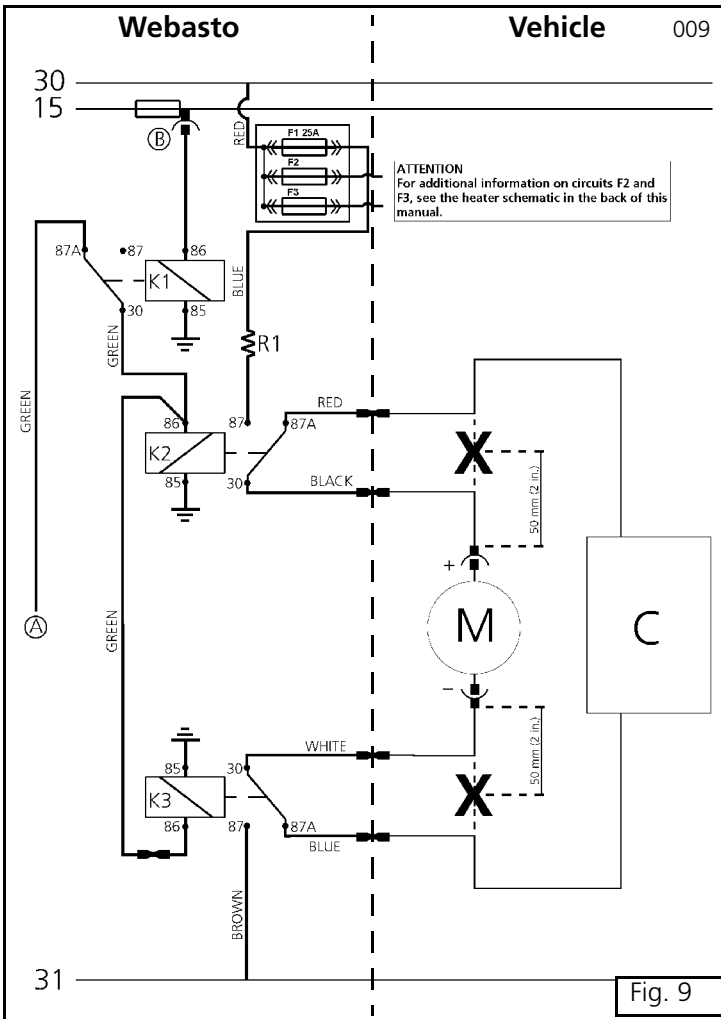 Webasto Vehicle 009
30
15
B
RED
F1 25A
F2
F3
ATTENTION
For additional information on circuits F2 and
F3, see the heater schematic in the back of this
manual.
87A 87 86
K1
30 85
GREEN
BLUE
R1
GREEN
RED
86 87 87A
K2
85 30
BLACK
50 mm (2 in.)
+
M
C
A
GREEN
-
WHITE
85 30
K3
86 87 87A
BLUE
50 mm (2 in.)
BROWN
31
Fig. 9